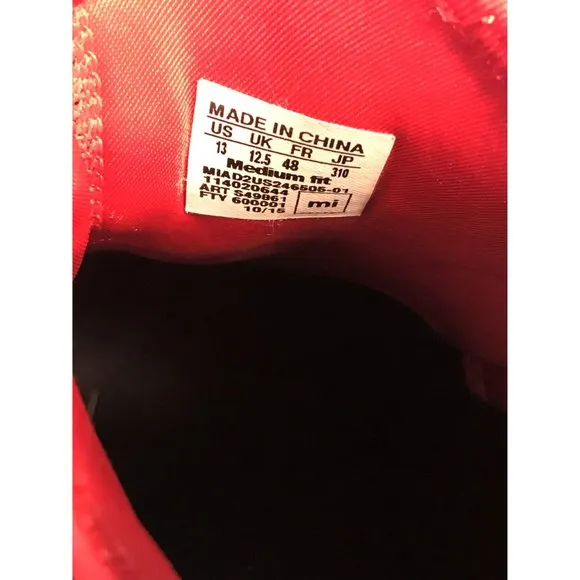 MADE IN CHINA
US UK FR JP
13 12.5 48 310
Medium fit
MIAD2US246505-01
114020644
ART S49861
FTY 600001
10/15
mi